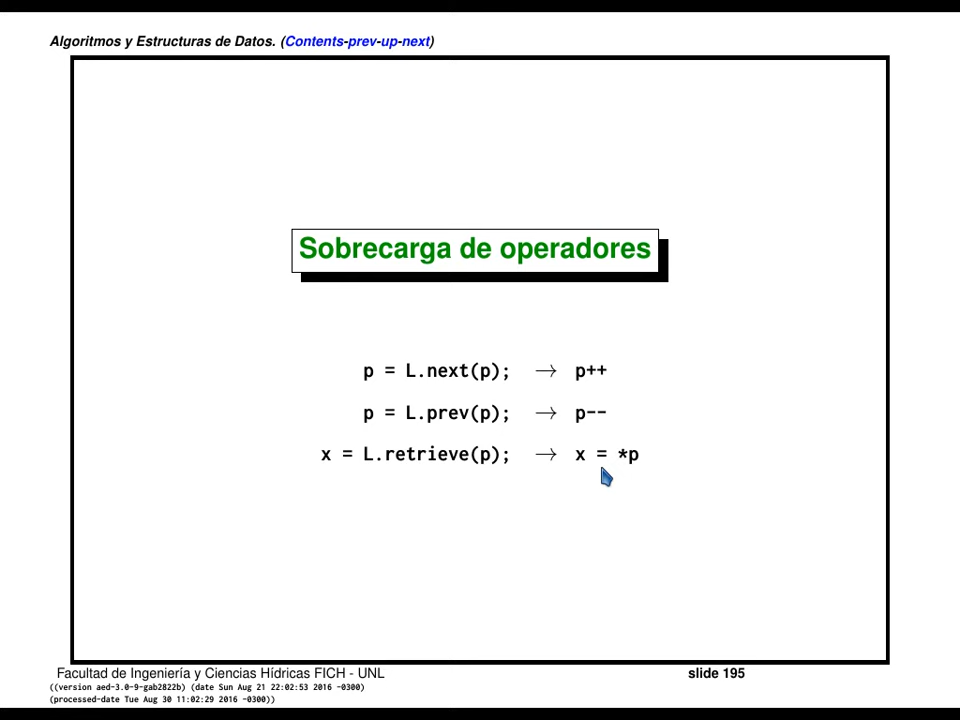 Algoritmos y Estructuras de Datos. (Contents-prev-up-next)
Sobrecarga de operadores
p = L.next(p); → p++
p = L.prev(p); → p--
x = L.retrieve(p); → x = *p
Facultad de Ingeniería y Ciencias Hídricas FICH - UNL slide 195
((version aed-3.0-9-gab2822b) (date Sun Aug 21 22:02:53 2016 -0300)
(processed-date Tue Aug 30 11:02:29 2016 -0300))